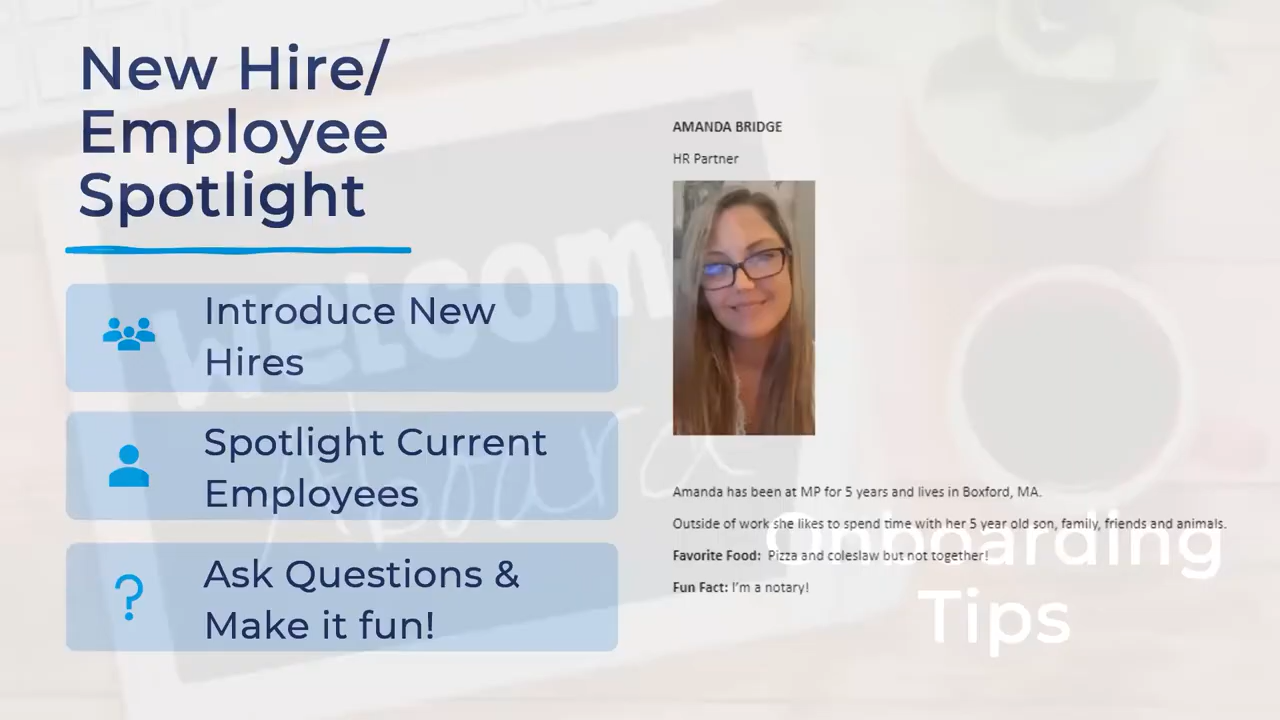 New Hire/
Employee
Spotlight
Introduce New
Hires
Spotlight Current
Employees
Ask Questions &
Make it fun!
AMANDA BRIDGE
HR Partner
Amanda has been at MP for 5 years and lives in Boxford, MA.
Outside of work she likes to spend time with her 5 year old son, family, friends and animals.
Favorite Food: Pizza and coleslaw but not together!
Fun Fact: I'm a notary!
WELCOM
Aboard
Onboarding
Tips